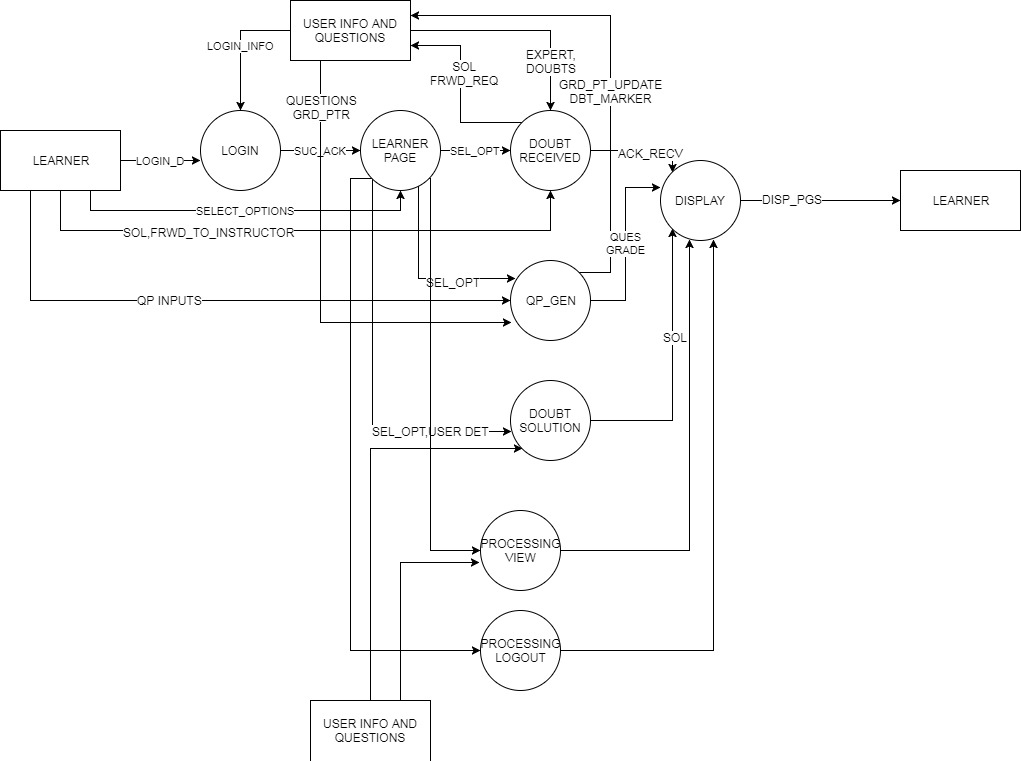 USER INFO AND
QUESTIONS
LOGIN_INFO
EXPERT,
DOUBTS
SOL
FRWD_REQ
GRD_PT_UPDATE
DBT_MARKER
QUESTIONS
GRD_PTR
LEARNER
LOGIN_D
LOGIN
SUC_ACK
LEARNER
PAGE
SEL_OPT
DOUBT
RECEIVED
ACK_RECV
DISPLAY
DISP_PGS
LEARNER
SELECT_OPTIONS
SOL,FRWD_TO_INSTRUCTOR
QUES
GRADE
SEL_OPT
QP INPUTS
QP_GEN
SOL
DOUBT
SOLUTION
SEL_OPT,USER DET
PROCESSING
VIEW
PROCESSING
LOGOUT
USER INFO AND
QUESTIONS